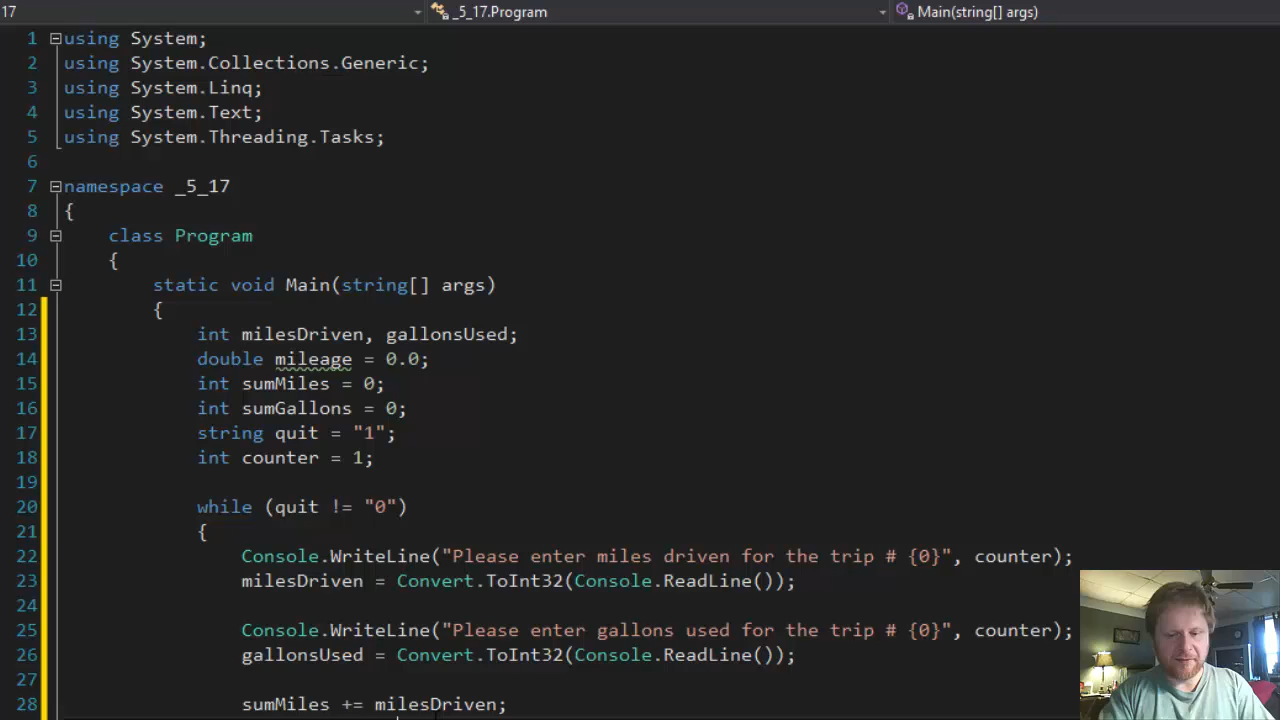 17 _5_17.Program Main(string[] args)
1 using System;
2 using System.Collections.Generic;
3 using System.Linq;
4 using System.Text;
5 using System.Threading.Tasks;
6
7 namespace _5_17
8 {
9 class Program
10 {
11 static void Main(string[] args)
12 {
13 int milesDriven, gallonsUsed;
14 double mileage = 0.0;
15 int sumMiles = 0;
16 int sumGallons = 0;
17 string quit = "1";
18 int counter = 1;
19
20 while (quit != "0")
21 {
22 Console.WriteLine("Please enter miles driven for the trip # {0}", counter);
23 milesDriven = Convert.ToInt32(Console.ReadLine());
24
25 Console.WriteLine("Please enter gallons used for the trip # {0}", counter);
26 gallonsUsed = Convert.ToInt32(Console.ReadLine());
27
28 sumMiles += milesDriven;